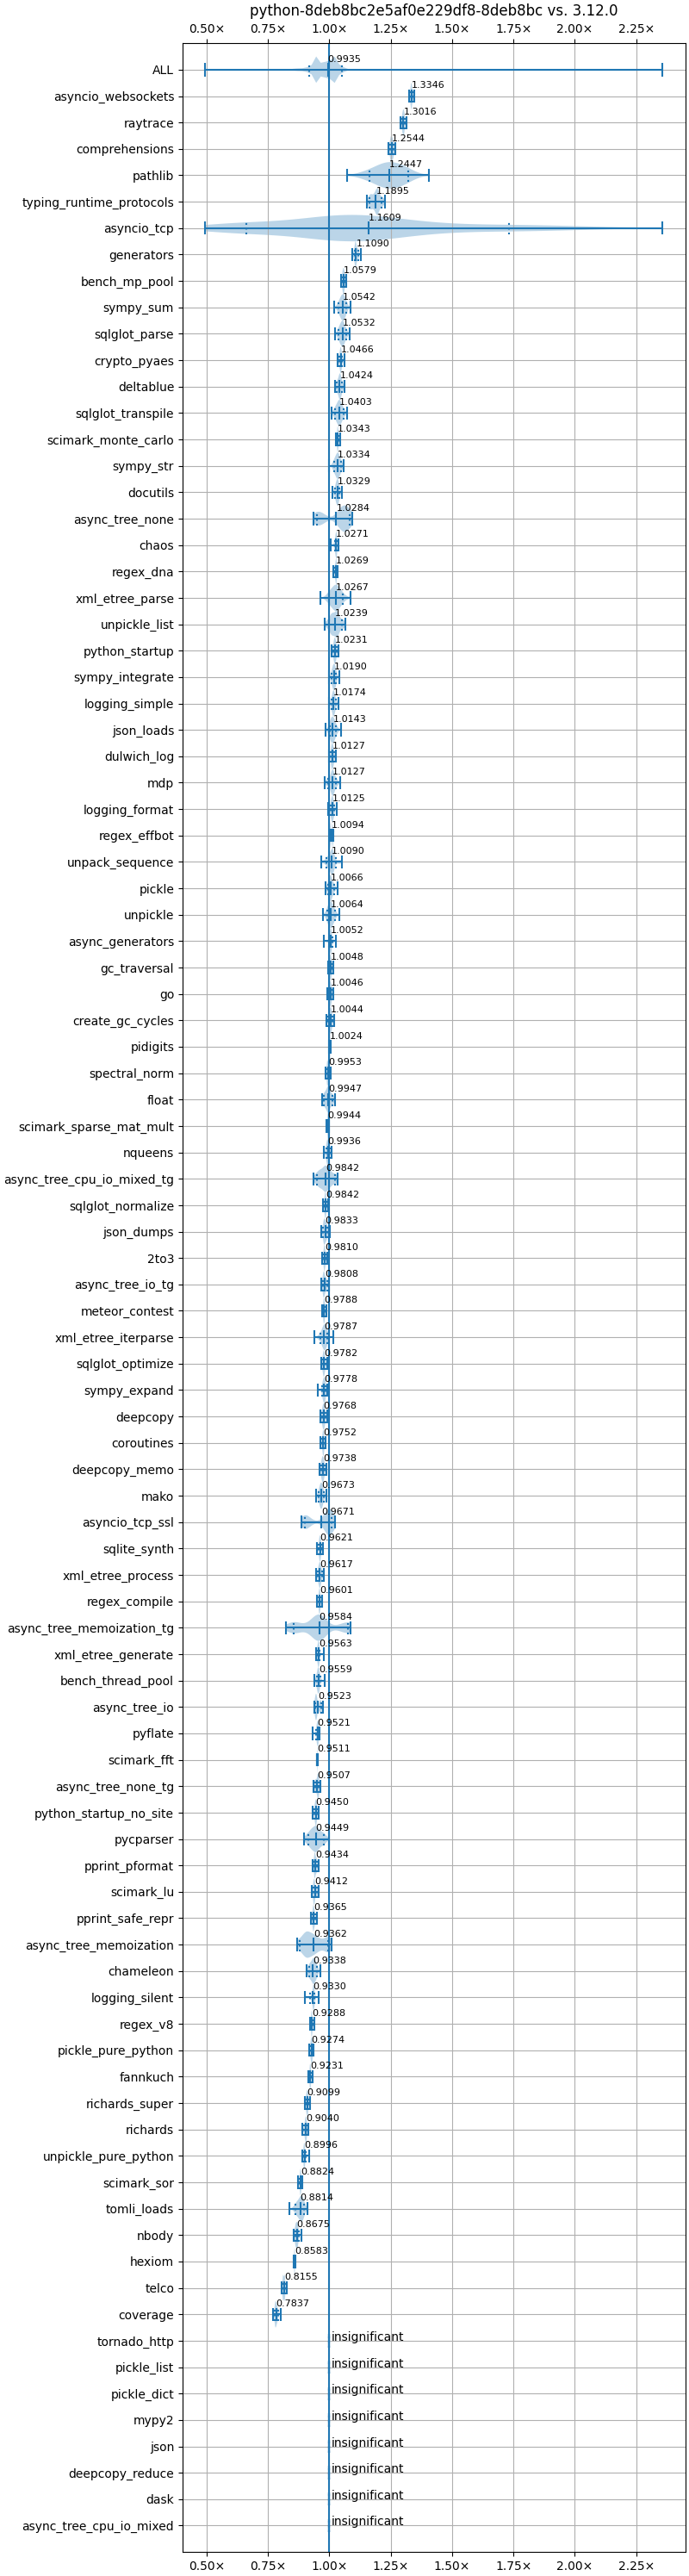 python-8deb8bc2e5af0e229df8-8deb8bc vs. 3.12.0
0.50× 0.75× 1.00× 1.25× 1.50× 1.75× 2.00× 2.25×
ALL 0.9935
asyncio_websockets 1.3346
raytrace 1.3016
comprehensions 1.2544
pathlib 1.2447
typing_runtime_protocols 1.1895
asyncio_tcp 1.1609
generators 1.1090
bench_mp_pool 1.0579
sympy_sum 1.0542
sqlglot_parse 1.0532
crypto_pyaes 1.0466
deltablue 1.0424
sqlglot_transpile 1.0403
scimark_monte_carlo 1.0343
sympy_str 1.0334
docutils 1.0329
async_tree_none 1.0284
chaos 1.0271
regex_dna 1.0269
xml_etree_parse 1.0267
unpickle_list 1.0239
python_startup 1.0231
sympy_integrate 1.0190
logging_simple 1.0174
json_loads 1.0143
dulwich_log 1.0127
mdp 1.0127
logging_format 1.0125
regex_effbot 1.0094
unpack_sequence 1.0090
pickle 1.0066
unpickle 1.0064
async_generators 1.0052
gc_traversal 1.0048
go 1.0046
create_gc_cycles 1.0044
pidigits 1.0024
spectral_norm 0.9953
float 0.9947
scimark_sparse_mat_mult 0.9944
nqueens 0.9936
async_tree_cpu_io_mixed_tg 0.9842
sqlglot_normalize 0.9842
json_dumps 0.9833
2to3 0.9810
async_tree_io_tg 0.9808
meteor_contest 0.9788
xml_etree_iterparse 0.9787
sqlglot_optimize 0.9782
sympy_expand 0.9778
deepcopy 0.9768
coroutines 0.9752
deepcopy_memo 0.9738
mako 0.9673
asyncio_tcp_ssl 0.9671
sqlite_synth 0.9621
xml_etree_process 0.9617
regex_compile 0.9601
async_tree_memoization_tg 0.9584
xml_etree_generate 0.9563
bench_thread_pool 0.9559
async_tree_io 0.9523
pyflate 0.9521
scimark_fft 0.9511
async_tree_none_tg 0.9507
python_startup_no_site 0.9450
pycparser 0.9449
pprint_pformat 0.9434
scimark_lu 0.9412
pprint_safe_repr 0.9365
async_tree_memoization 0.9362
chameleon 0.9338
logging_silent 0.9330
regex_v8 0.9288
pickle_pure_python 0.9274
fannkuch 0.9231
richards_super 0.9099
richards 0.9040
unpickle_pure_python 0.8996
scimark_sor 0.8824
tomli_loads 0.8814
nbody 0.8675
hexiom 0.8583
telco 0.8155
coverage 0.7837
tornado_http insignificant
pickle_list insignificant
pickle_dict insignificant
mypy2 insignificant
json insignificant
deepcopy_reduce insignificant
dask insignificant
async_tree_cpu_io_mixed insignificant
0.50× 0.75× 1.00× 1.25× 1.50× 1.75× 2.00× 2.25×